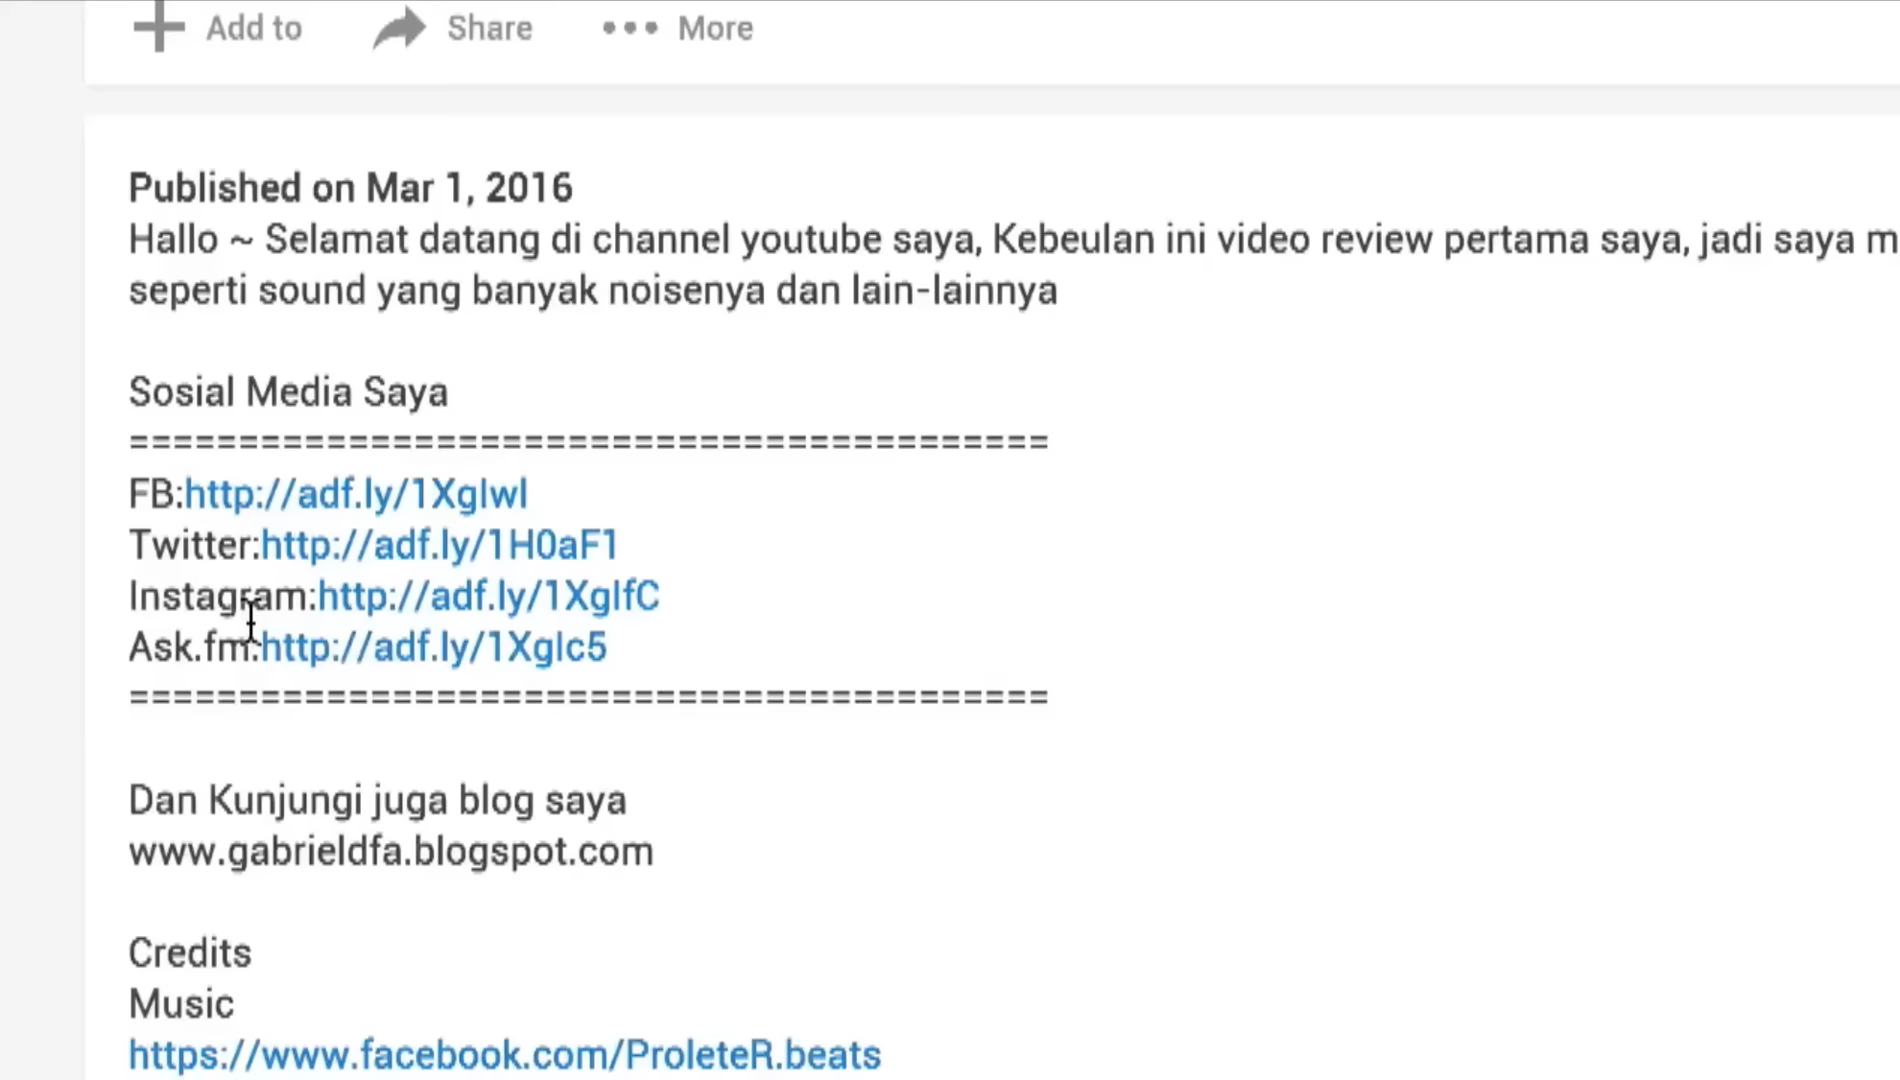 Add to Share More
Published on Mar 1, 2016
Hallo ~ Selamat datang di channel youtube saya, Kebeulan ini video review pertama saya, jadi saya m
seperti sound yang banyak noisenya dan lain-lainnya
Sosial Media Saya
==========================================
FB:http://adf.ly/1XgIwl
Twitter:http://adf.ly/1H0aF1
Instagram:http://adf.ly/1XgIfC
Ask.fm:http://adf.ly/1XgIc5
==========================================
Dan Kunjungi juga blog saya
www.gabrieldfa.blogspot.com
Credits
Music
https://www.facebook.com/ProleteR.beats